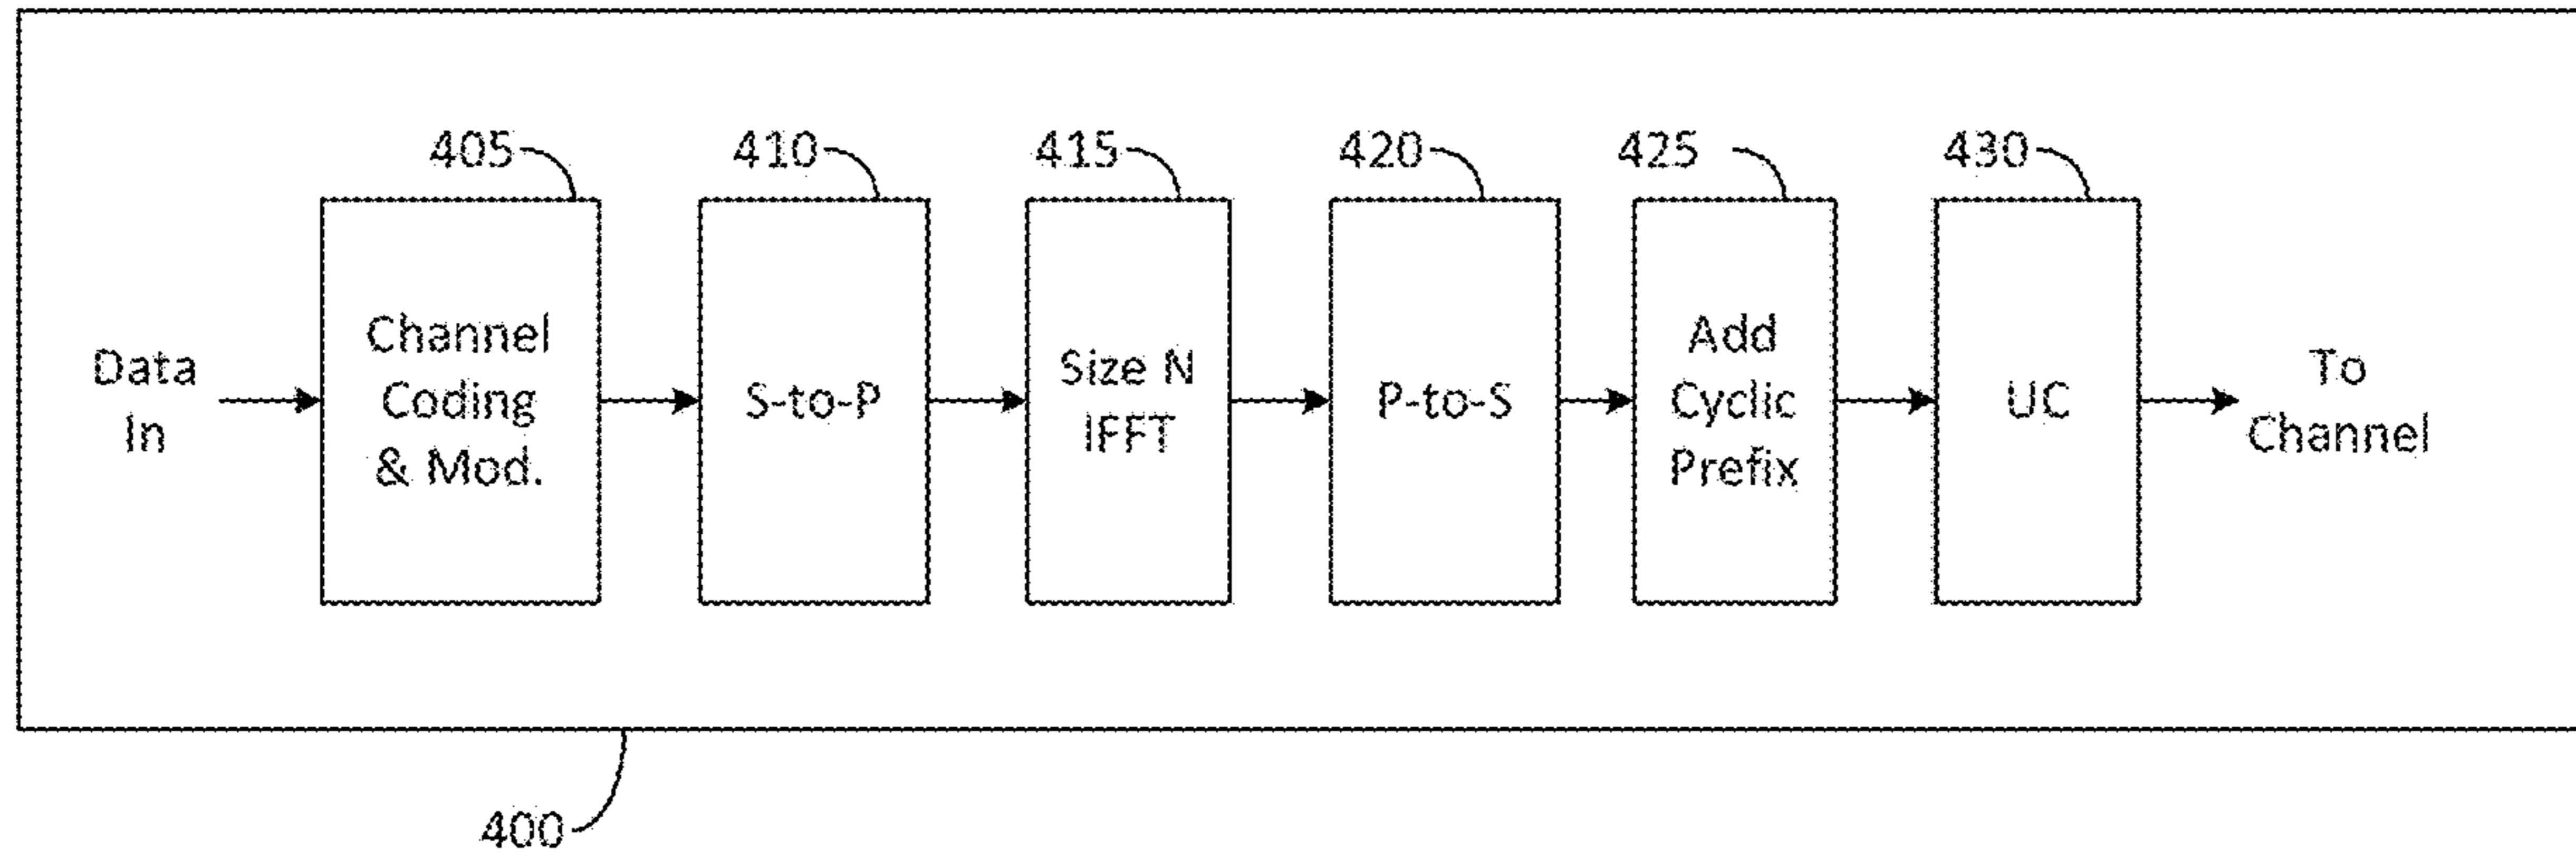 405
410
415
420
425
430
Data
In
Channel
Coding
& Mod.
S-to-P
Size N
IFFT
P-to-S
Add
Cyclic
Prefix
UC
To
Channel
400